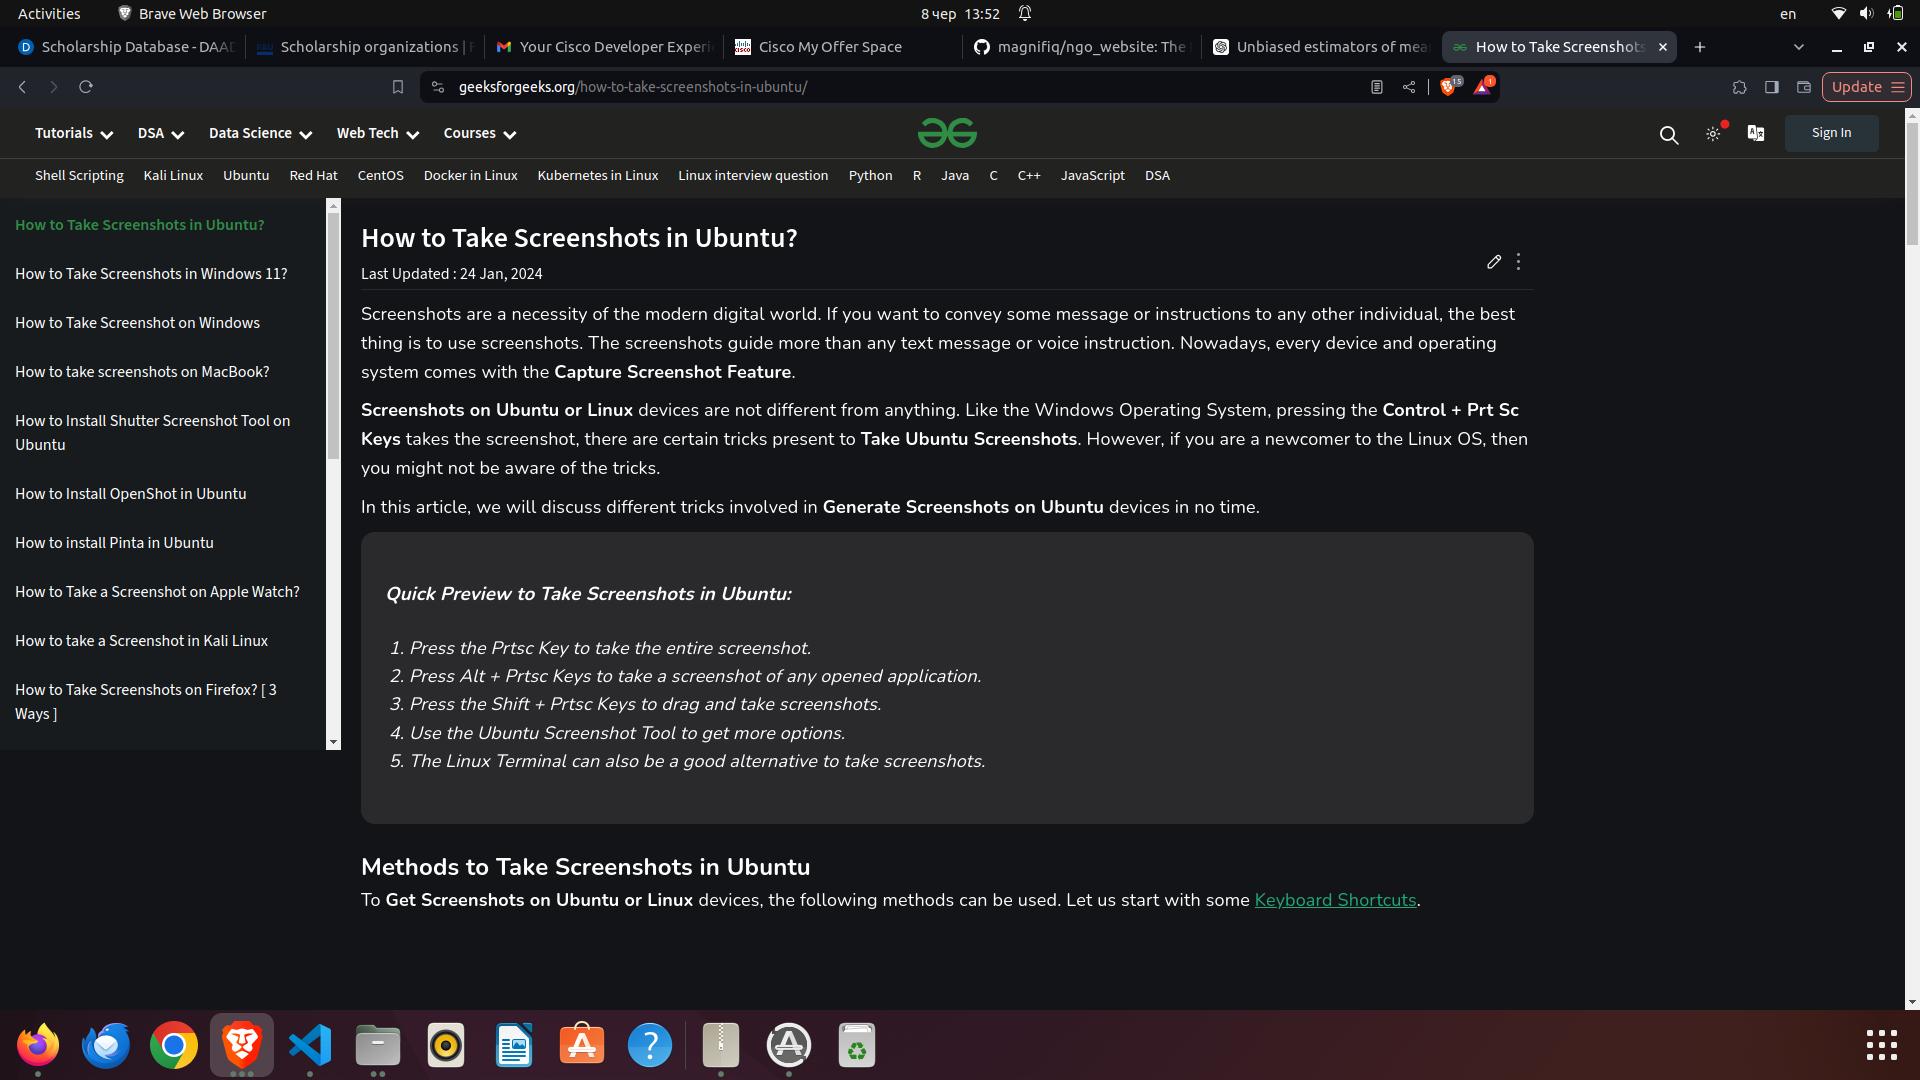 Activities
Brave Web Browser
8 чер 13:52
en
Scholarship Database - DAAD
Scholarship organizations |
Your Cisco Developer Experi
Cisco My Offer Space
magnifiq/ngo_website: The
Unbiased estimators of mea
How to Take Screenshots
geeksforgeeks.org/how-to-take-screenshots-in-ubuntu/
15
1
Update
Tutorials
DSA
Data Science
Web Tech
Courses
Sign In
Shell Scripting
Kali Linux
Ubuntu
Red Hat
CentOS
Docker in Linux
Kubernetes in Linux
Linux interview question
Python
R
Java
C
C++
JavaScript
DSA
How to Take Screenshots in Ubuntu?
How to Take Screenshots in Windows 11?
How to Take Screenshot on Windows
How to take screenshots on MacBook?
How to Install Shutter Screenshot Tool on
Ubuntu
How to Install OpenShot in Ubuntu
How to install Pinta in Ubuntu
How to Take a Screenshot on Apple Watch?
How to take a Screenshot in Kali Linux
How to Take Screenshots on Firefox? [ 3
Ways ]
How to Take Screenshots in Ubuntu?
Last Updated : 24 Jan, 2024
Screenshots are a necessity of the modern digital world. If you want to convey some message or instructions to any other individual, the best
thing is to use screenshots. The screenshots guide more than any text message or voice instruction. Nowadays, every device and operating
system comes with the Capture Screenshot Feature.
Screenshots on Ubuntu or Linux devices are not different from anything. Like the Windows Operating System, pressing the Control + Prt Sc
Keys takes the screenshot, there are certain tricks present to Take Ubuntu Screenshots. However, if you are a newcomer to the Linux OS, then
you might not be aware of the tricks.
In this article, we will discuss different tricks involved in Generate Screenshots on Ubuntu devices in no time.
Quick Preview to Take Screenshots in Ubuntu:
1. Press the Prtsc Key to take the entire screenshot.
2. Press Alt + Prtsc Keys to take a screenshot of any opened application.
3. Press the Shift + Prtsc Keys to drag and take screenshots.
4. Use the Ubuntu Screenshot Tool to get more options.
5. The Linux Terminal can also be a good alternative to take screenshots.
Methods to Take Screenshots in Ubuntu
To Get Screenshots on Ubuntu or Linux devices, the following methods can be used. Let us start with some Keyboard Shortcuts.